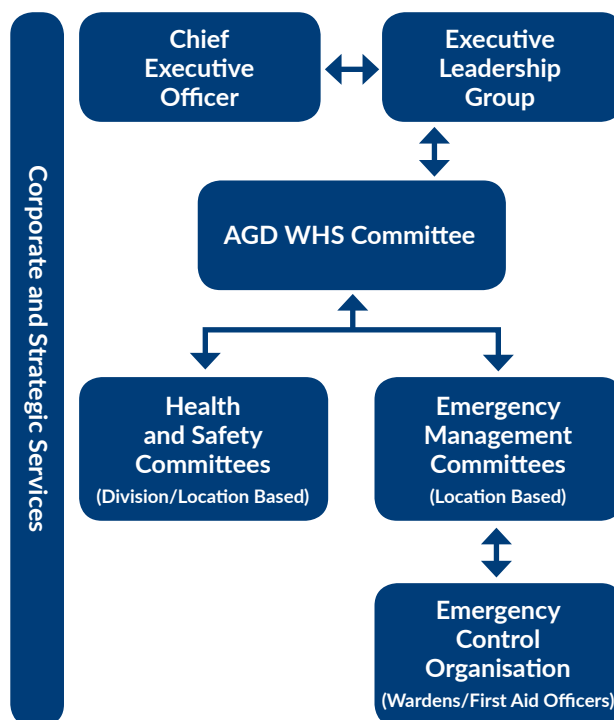 Chief
Executive
Officer
Executive
Leadership
Group
Corporate and Strategic Services
AGD WHS Committee
Health
and Safety
Committees
(Division/Location Based)
Emergency
Management
Committees
(Location Based)
Emergency
Control
Organisation
(Wardens/First Aid Officers)